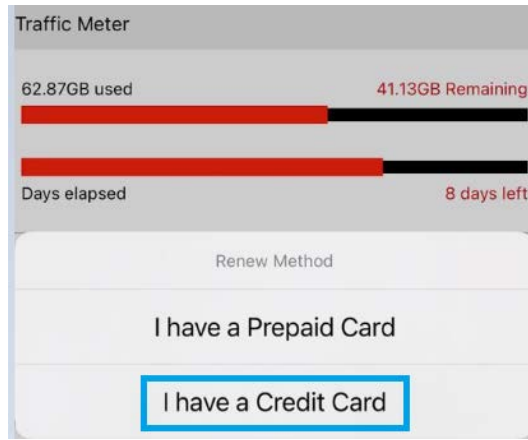 Traffic Meter
62.87GB used 41.13GB Remaining
Days elapsed 8 days left
Renew Method
I have a Prepaid Card
I have a Credit Card